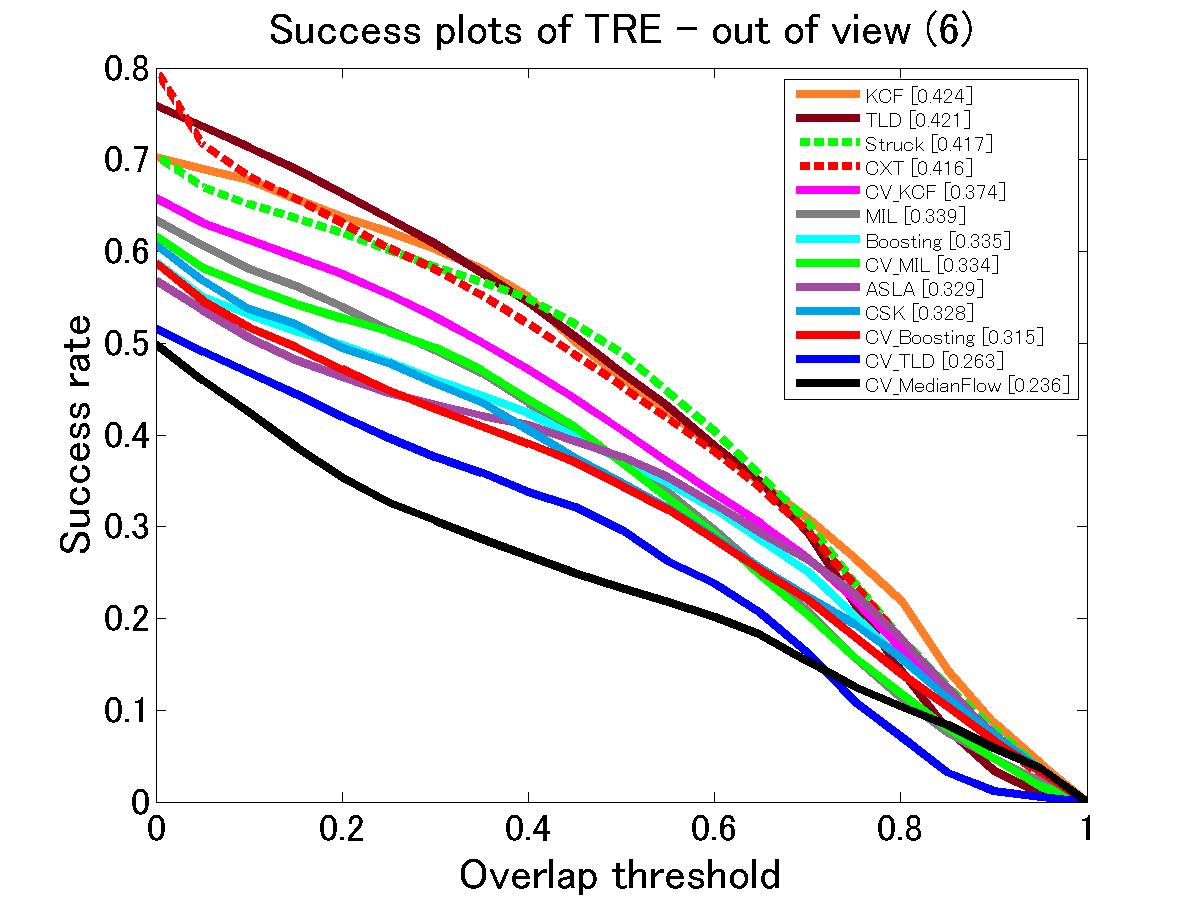 Success plots of TRE - out of view (6)
0.8
0.7
0.6
0.5
0.4
0.3
0.2
0.1
0
Success rate
KCF [0.424]
TLD [0.421]
Struck [0.417]
CXT [0.416]
CV_KCF [0.374]
MIL [0.339]
Boosting [0.335]
CV_MIL [0.334]
ASLA [0.329]
CSK [0.328]
CV_Boosting [0.315]
CV_TLD [0.263]
CV_MedianFlow [0.236]
0 0.2 0.4 0.6 0.8 1
Overlap threshold